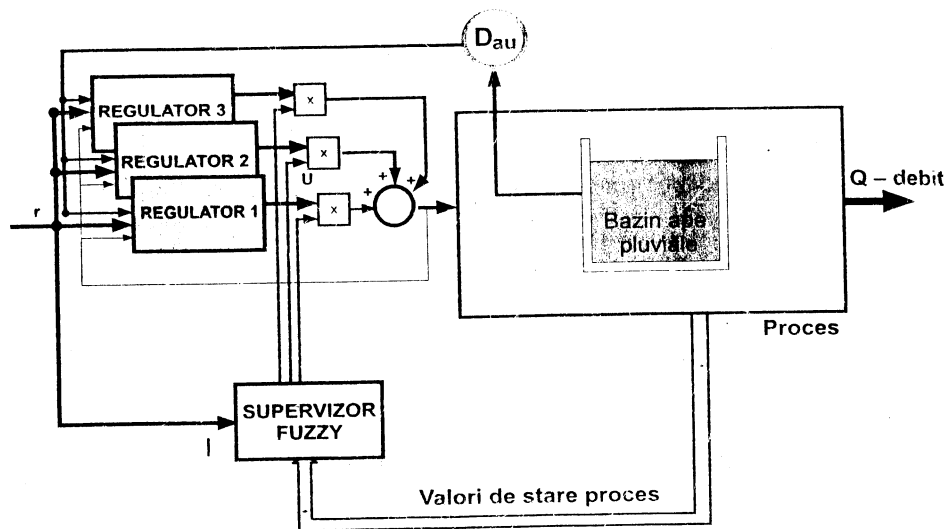 Dau
REGULATOR 3
x
REGULATOR 2
x
U
REGULATOR 1
x
+
+
+
r
Q – debit
Bazin ape
pluviale
Proces
SUPERVIZOR
FUZZY
I
Valori de stare proces